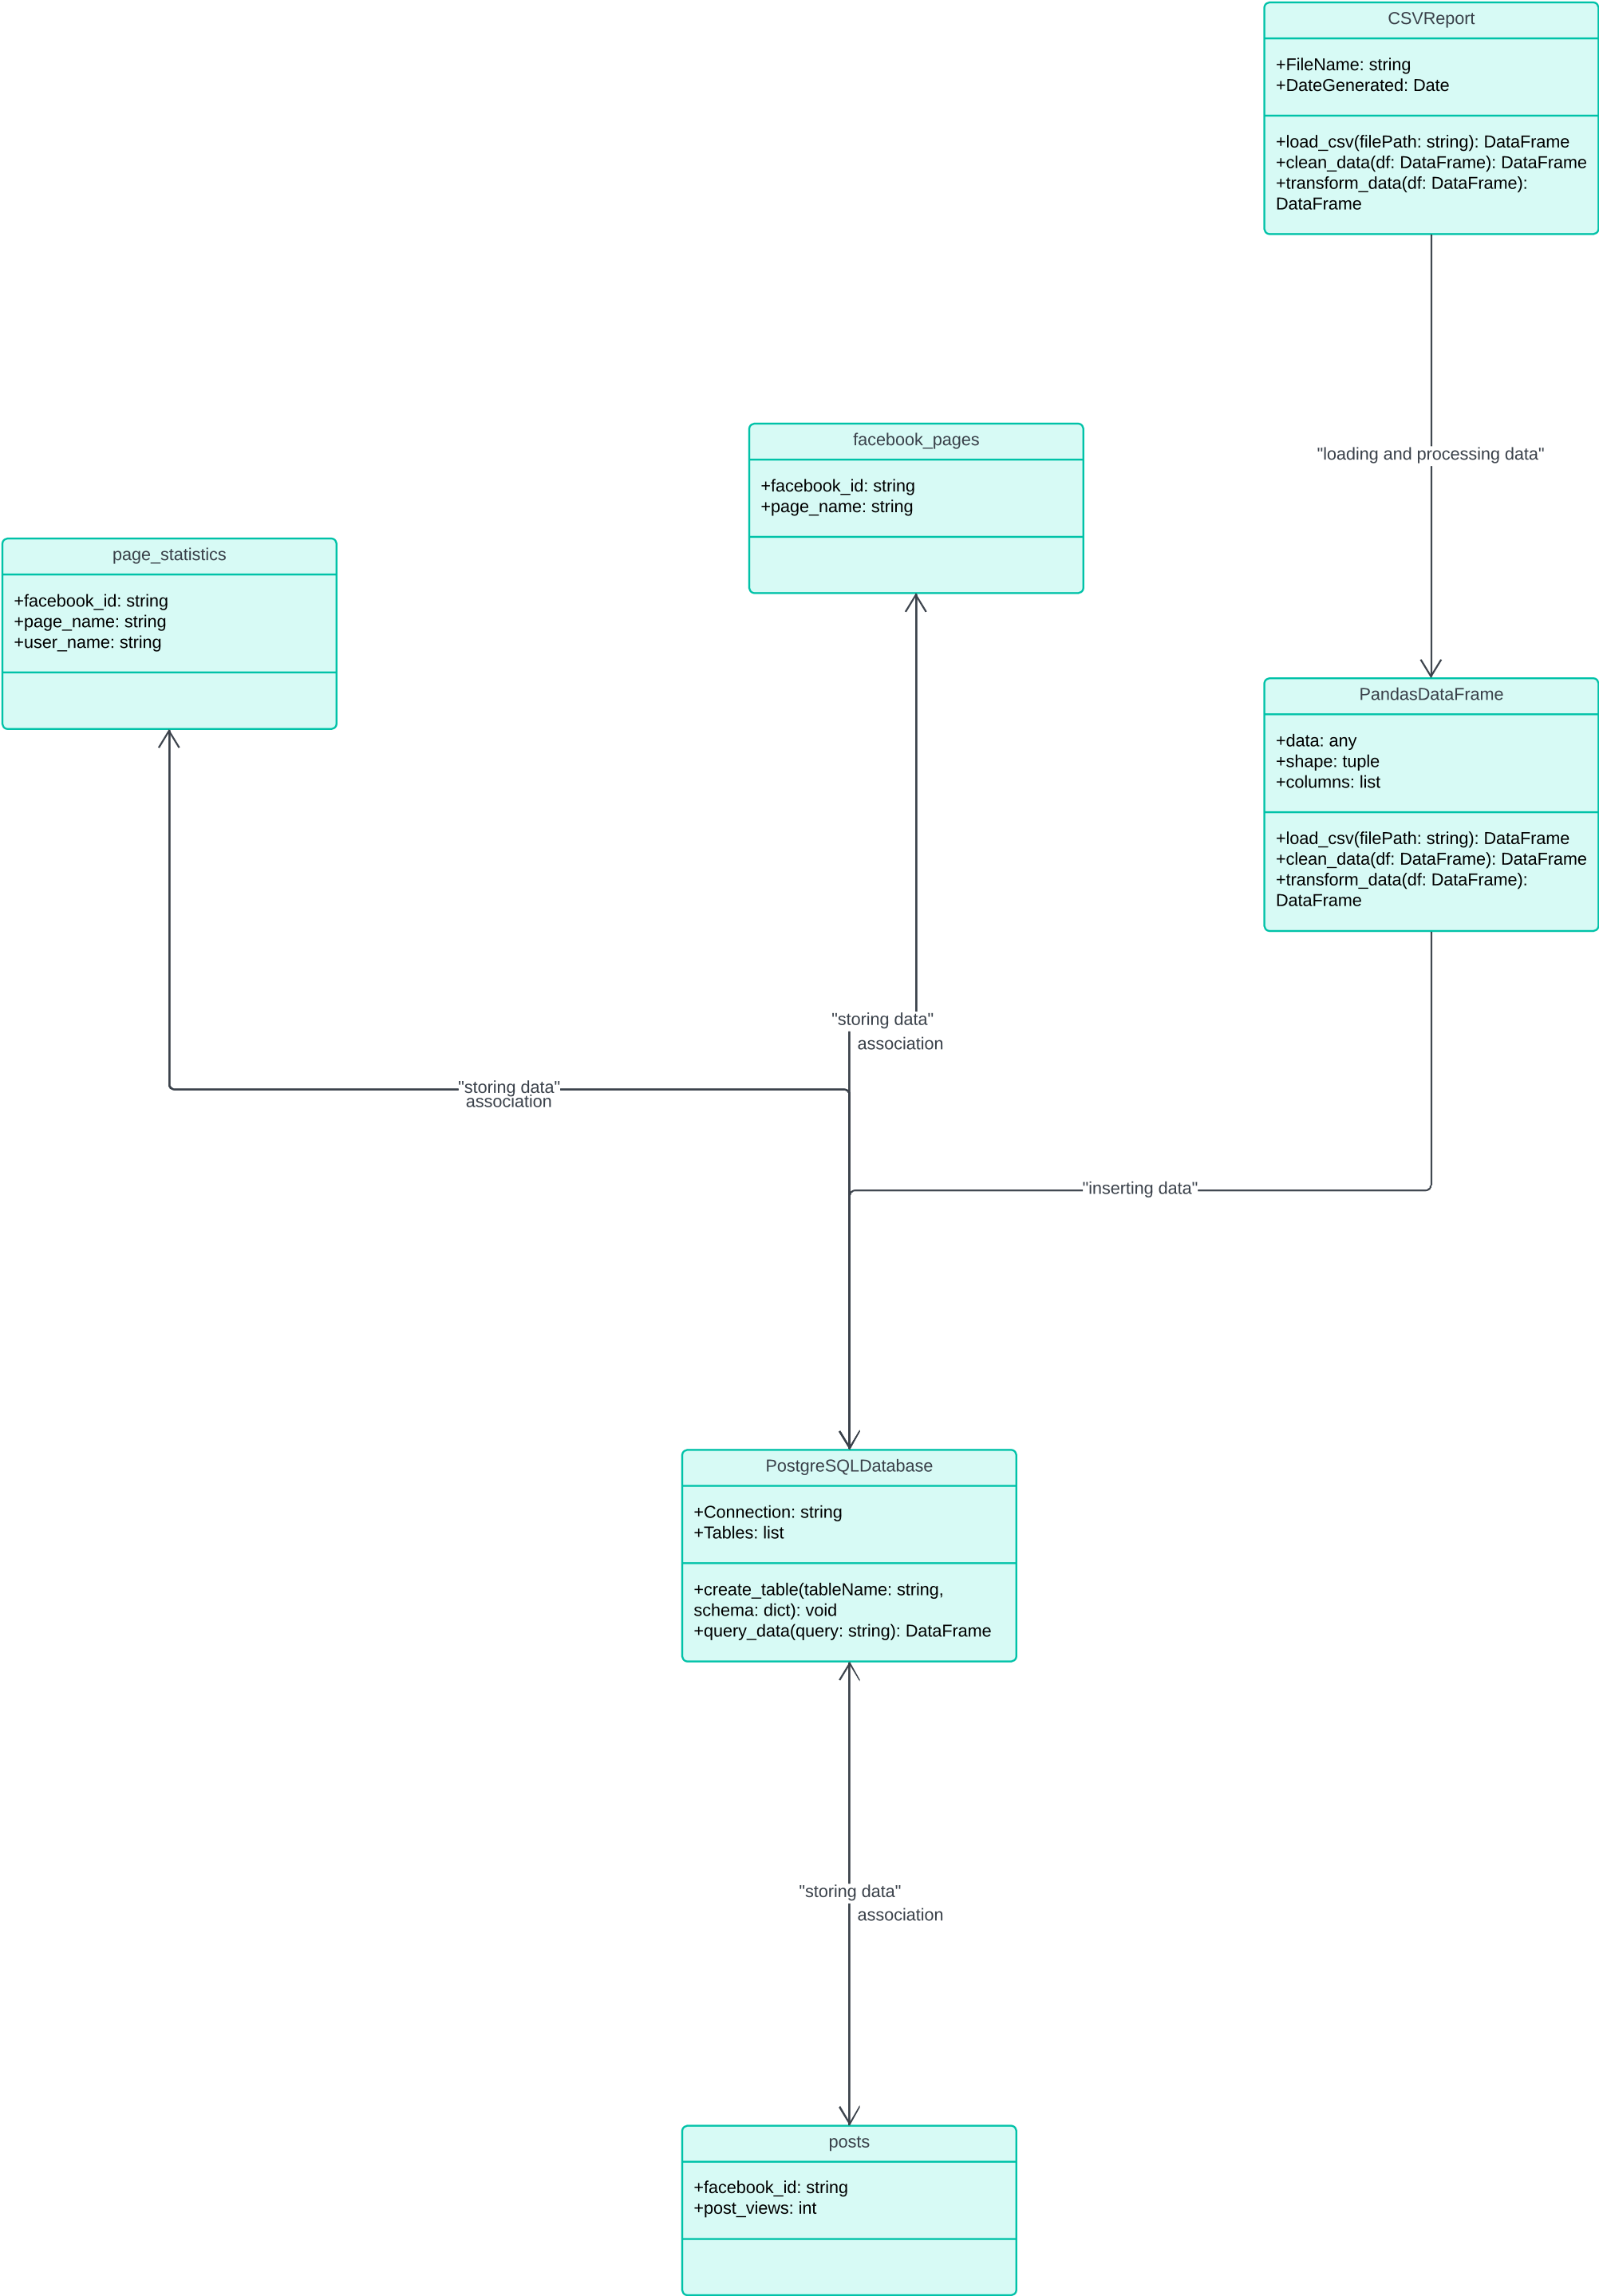 CSVReport
+FileName: string
+DateGenerated: Date
+load_csv(filePath: string): DataFrame
+clean_data(df: DataFrame): DataFrame
+transform_data(df: DataFrame):
DataFrame
"loading and processing data"
facebook_pages
+facebook_id: string
+page_name: string
page_statistics
+facebook_id: string
+page_name: string
+user_name: string
PandasDataFrame
+data: any
+shape: tuple
+columns: list
+load_csv(filePath: string): DataFrame
+clean_data(df: DataFrame): DataFrame
+transform_data(df: DataFrame):
DataFrame
"storing data"
association
"storing data"
association
"inserting data"
PostgreSQLDatabase
+Connection: string
+Tables: list
+create_table(tableName: string,
schema: dict): void
+query_data(query: string): DataFrame
"storing data"
association
posts
+facebook_id: string
+post_views: int